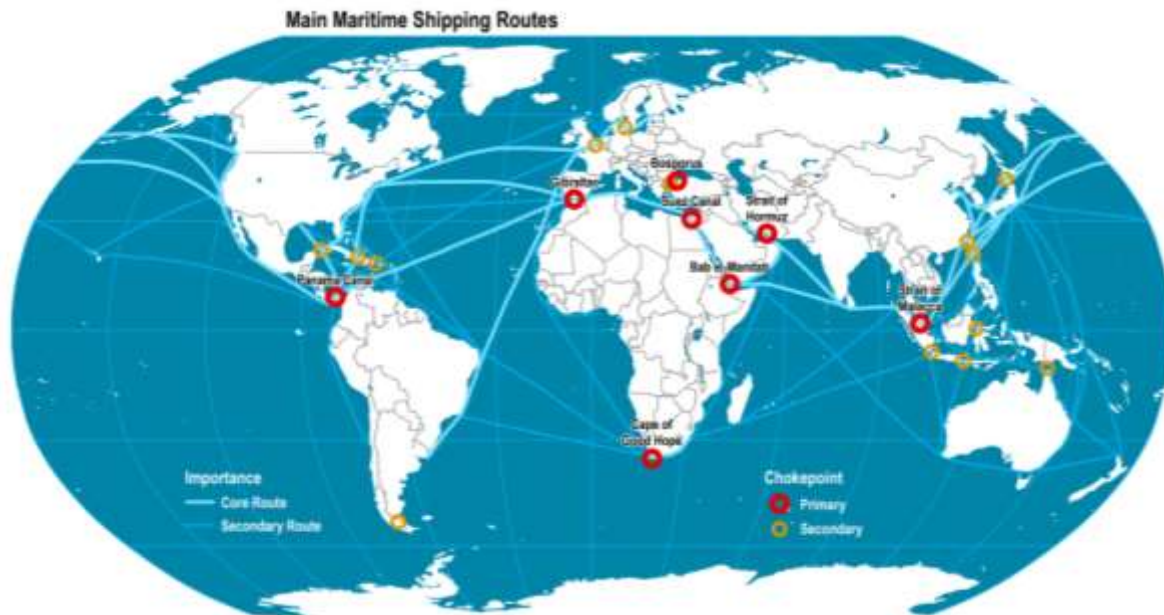 Main Maritime Shipping Routes
Bosporus
Gibraltar
Suez Canal
Strait of
Hormuz
Bab el-Mandab
Panama Canal
Strait of
Malacca
Cape of
Good Hope
Importance
Core Route
Secondary Route
Chokepoint
Primary
Secondary